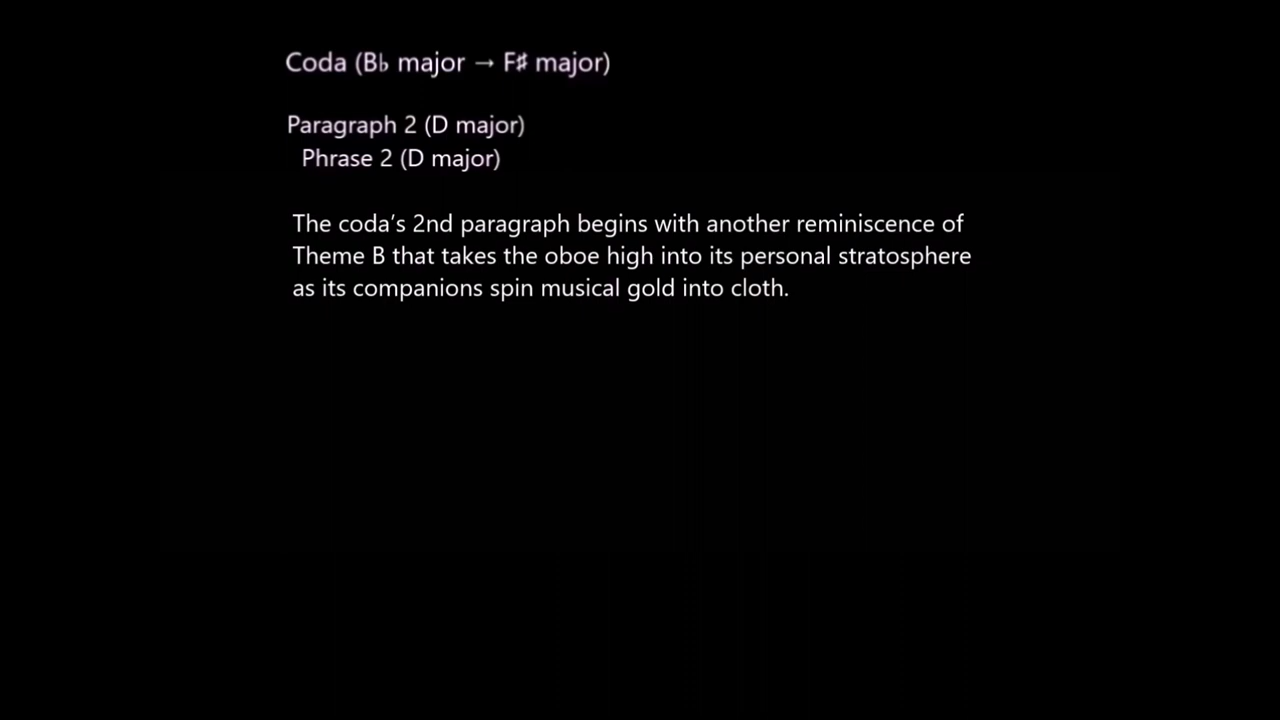 Coda (B♭ major → F♯ major)
Paragraph 2 (D major)
Phrase 2 (D major)
The coda's 2nd paragraph begins with another reminiscence of
Theme B that takes the oboe high into its personal stratosphere
as its companions spin musical gold into cloth.